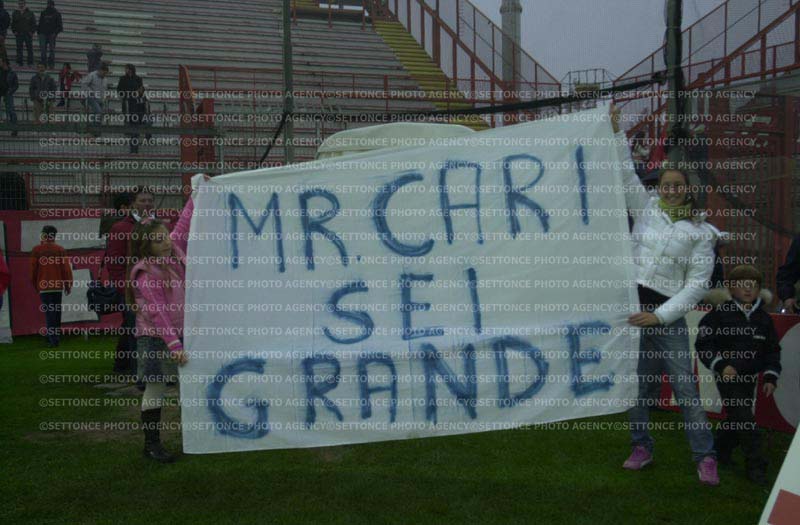 MR. CARI
SEI
GRANDE
©SETTONCE PHOTO AGENCY